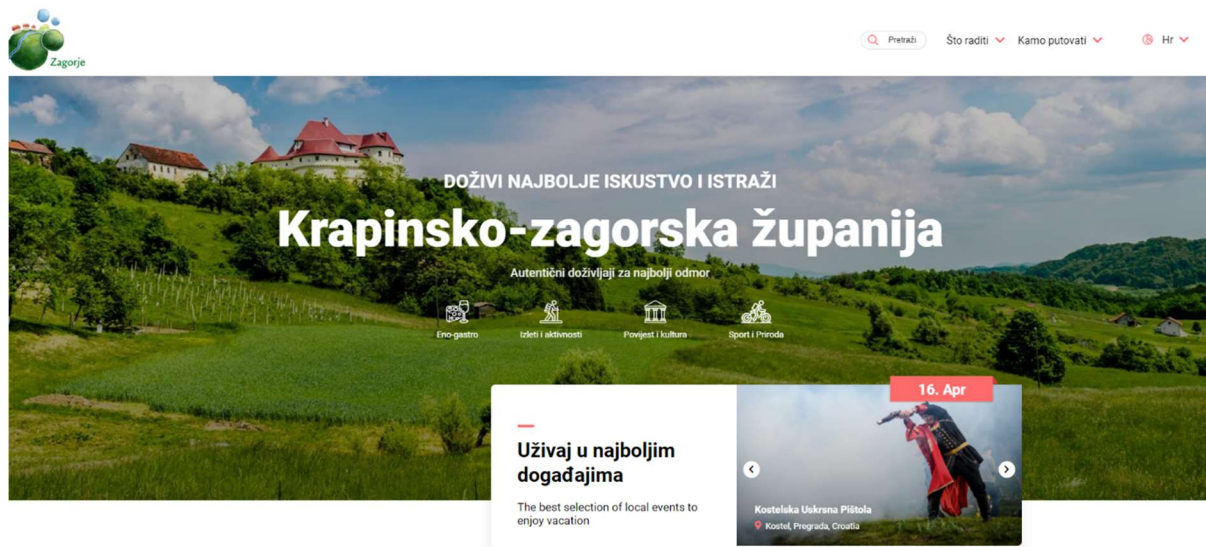 Zagorje
Pretraži
Što raditi
Kamo putovati
Hr
DOŽIVI NAJBOLJE ISKUSTVO I ISTRAŽI
Krapinsko-zagorska županija
Autentični doživljaji za najbolji odmor
Eno-gastro
Izleti i aktivnosti
Povijest i kultura
Sport i Priroda
16. Apr
Uživaj u najboljim
događajima
The best selection of local events to
enjoy vacation
Kostelska Uskrsna Pištola
Kostel, Pregrada, Croatia